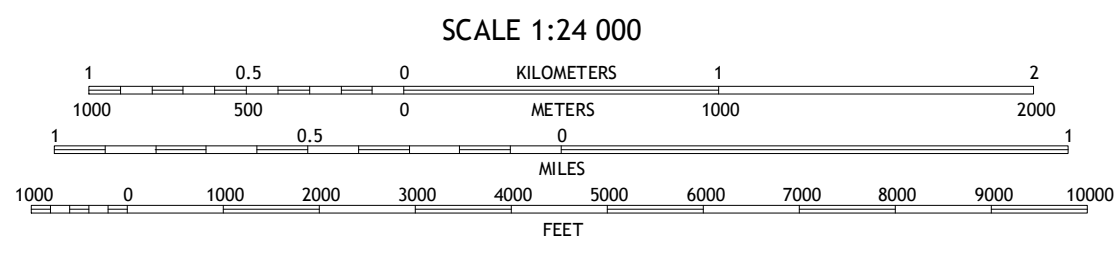 SCALE 1:24 000
1 0.5 0 KILOMETERS 1 2
1000 500 0 METERS 1000 2000
1 0.5 0 1
MILES
1000 0 1000 2000 3000 4000 5000 6000 7000 8000 9000 10000
FEET